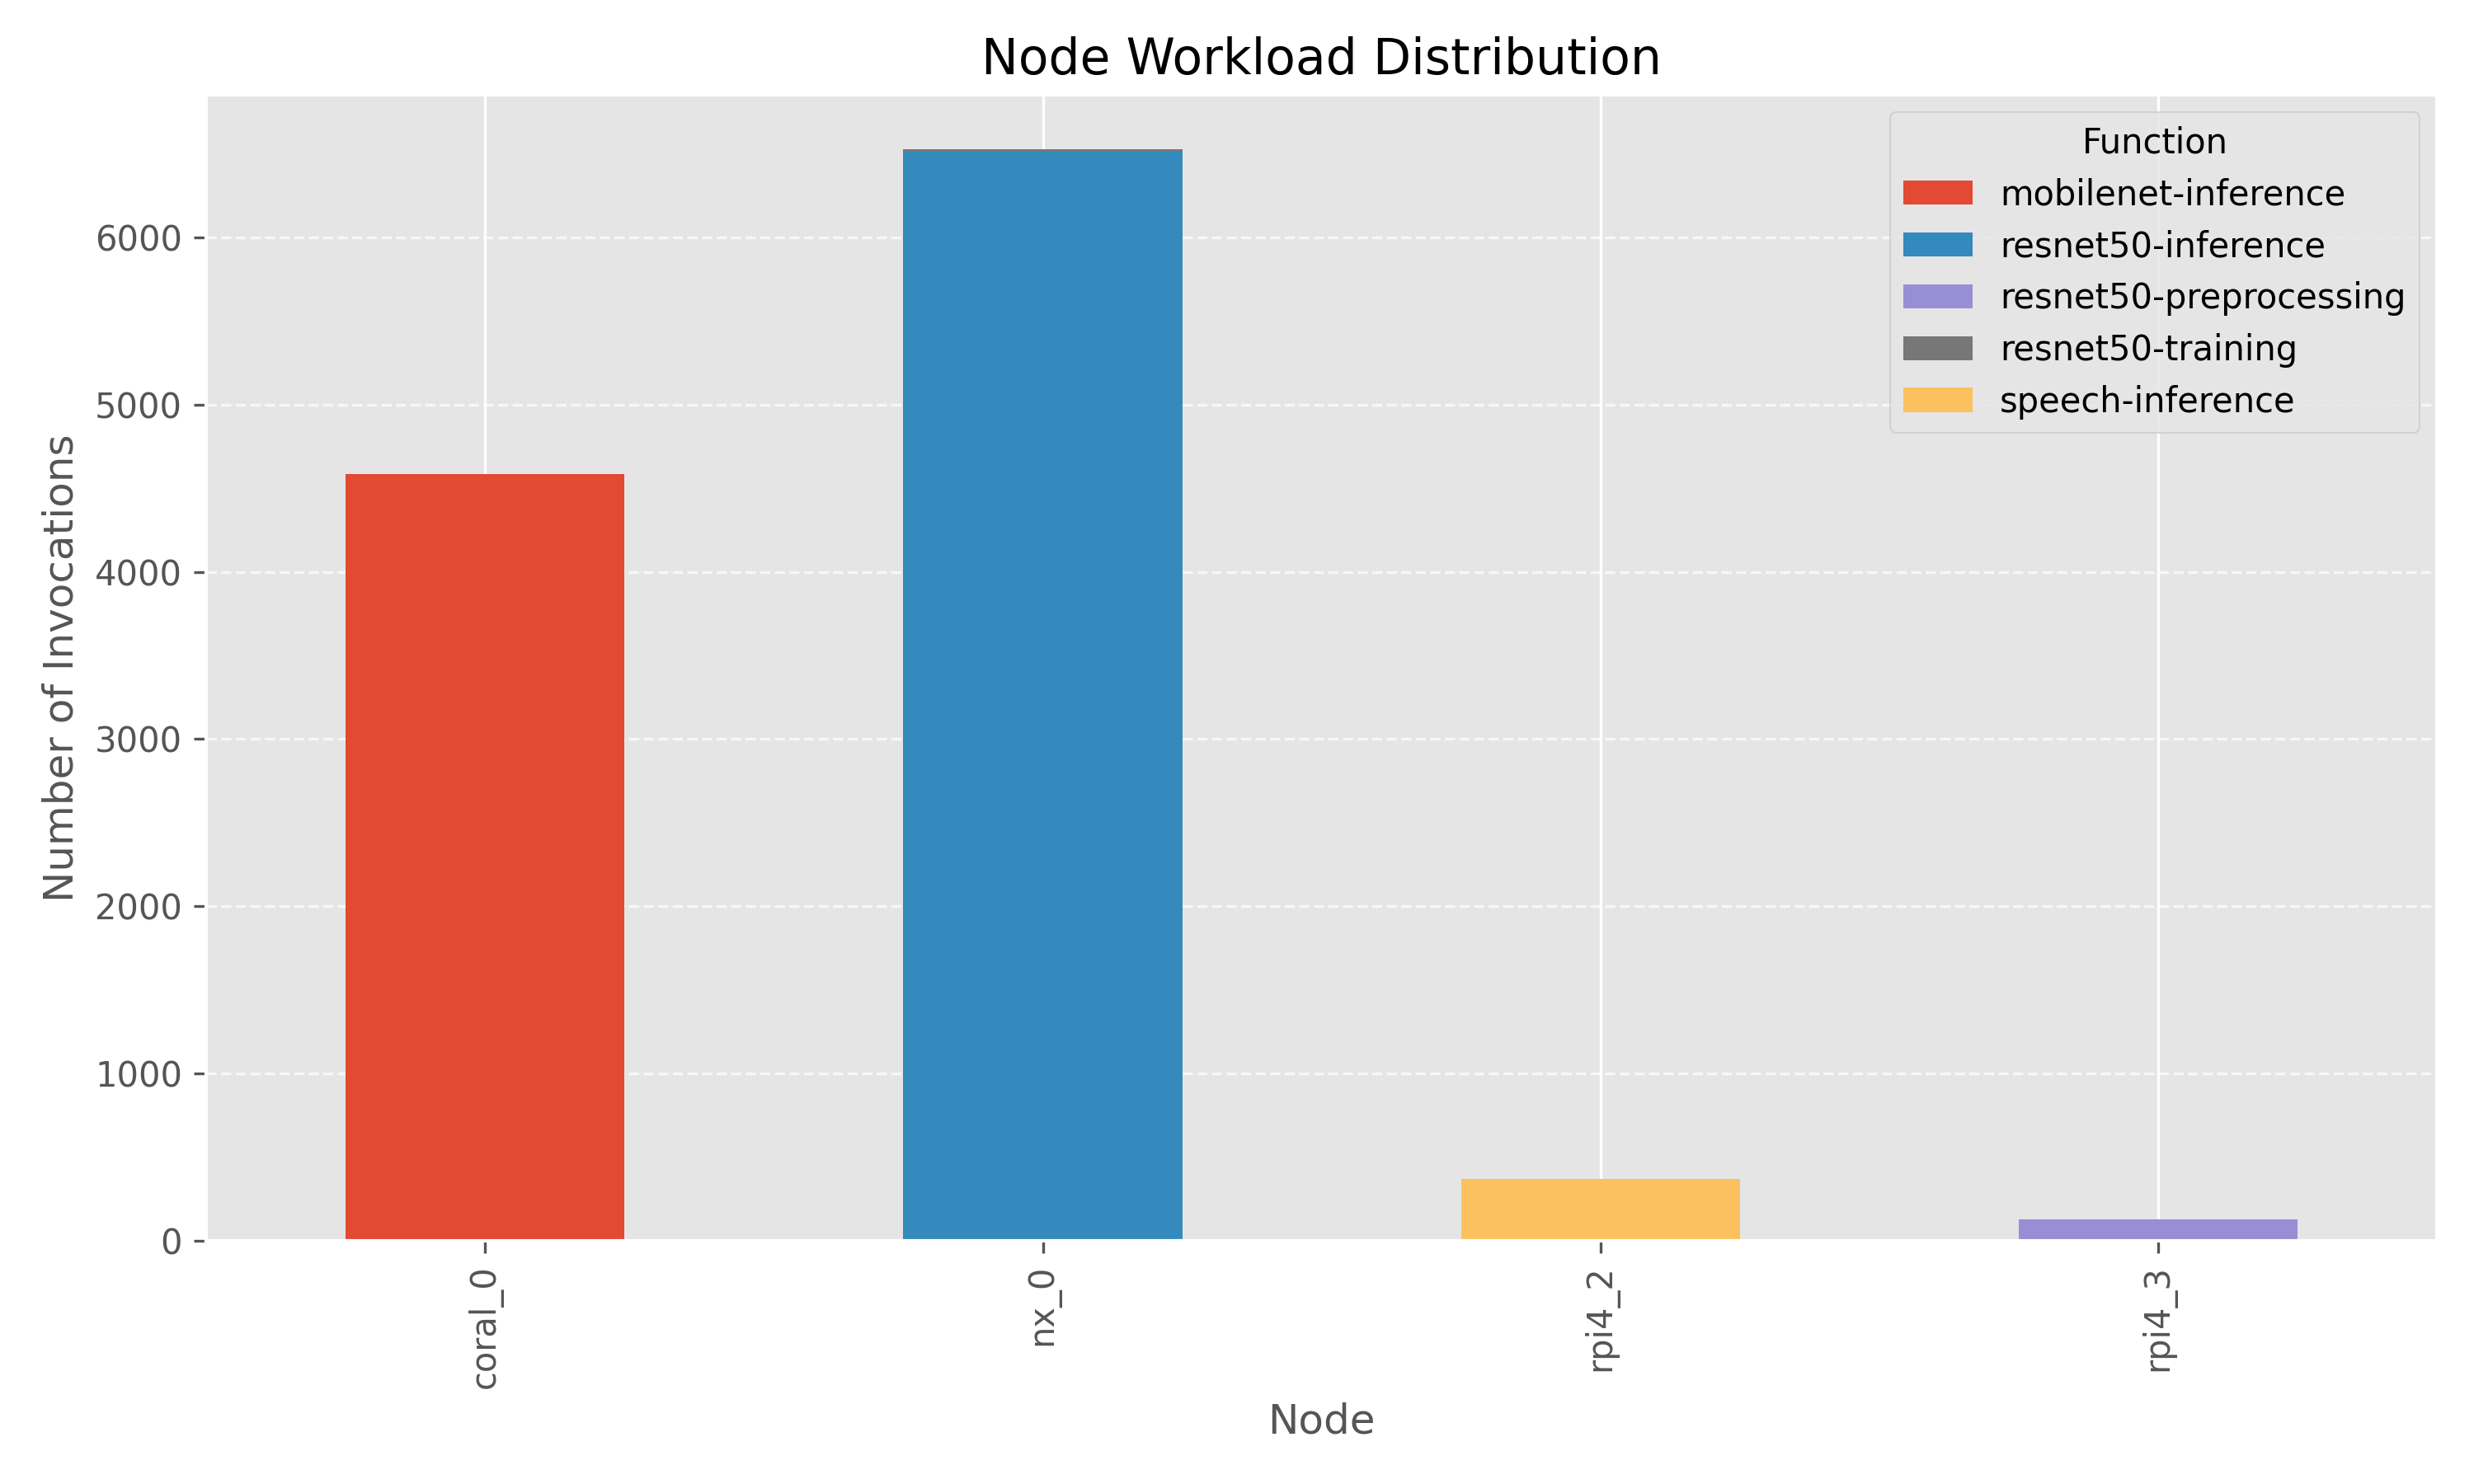 Node Workload Distribution
Function
mobilenet-inference
resnet50-inference
resnet50-preprocessing
resnet50-training
speech-inference
Number of Invocations
6000
5000
4000
3000
2000
1000
0
coral_0
nx_0
rpi4_2
rpi4_3
Node